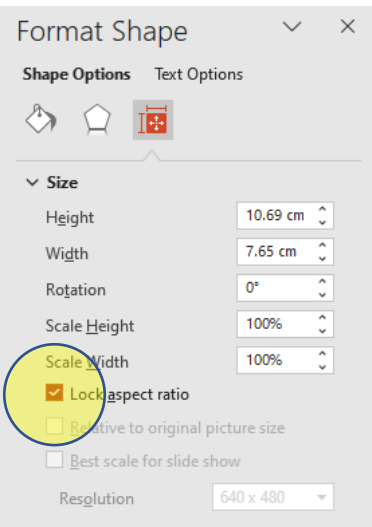 Format Shape
Shape Options Text Options
Size
Height 10.69 cm
Width 7.65 cm
Rotation 0°
Scale Height 100%
Scale Width 100%
Lock aspect ratio
Relative to original picture size
Best scale for slide show
Resolution 640 x 480